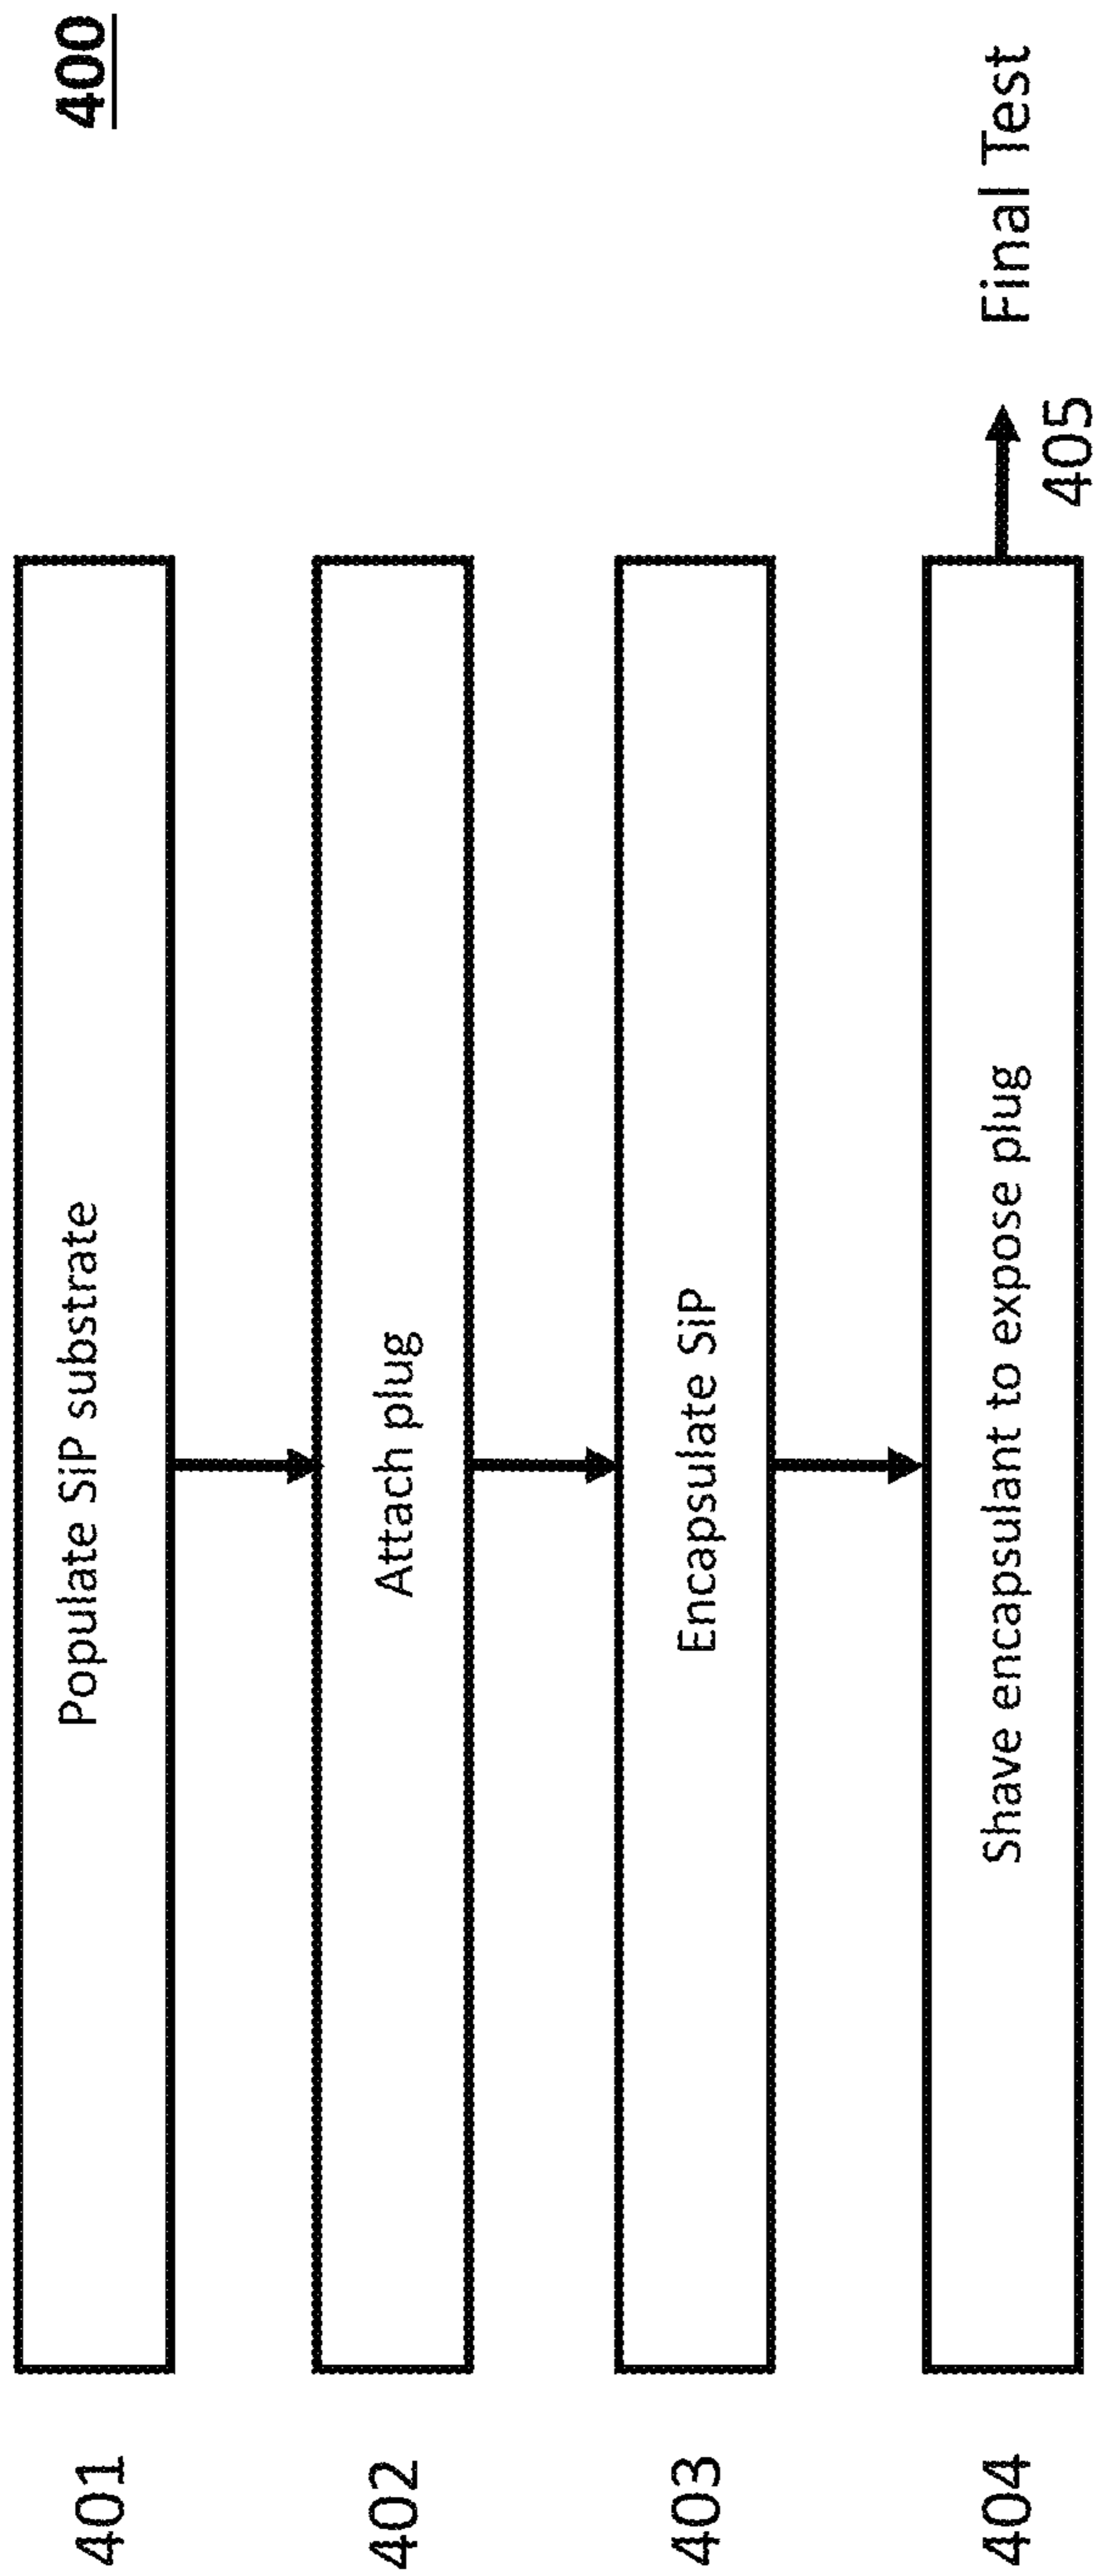 400
401
Populate SiP substrate
402
Attach plug
403
Encapsulate SiP
404
Shave encapsulant to expose plug
405
Final Test